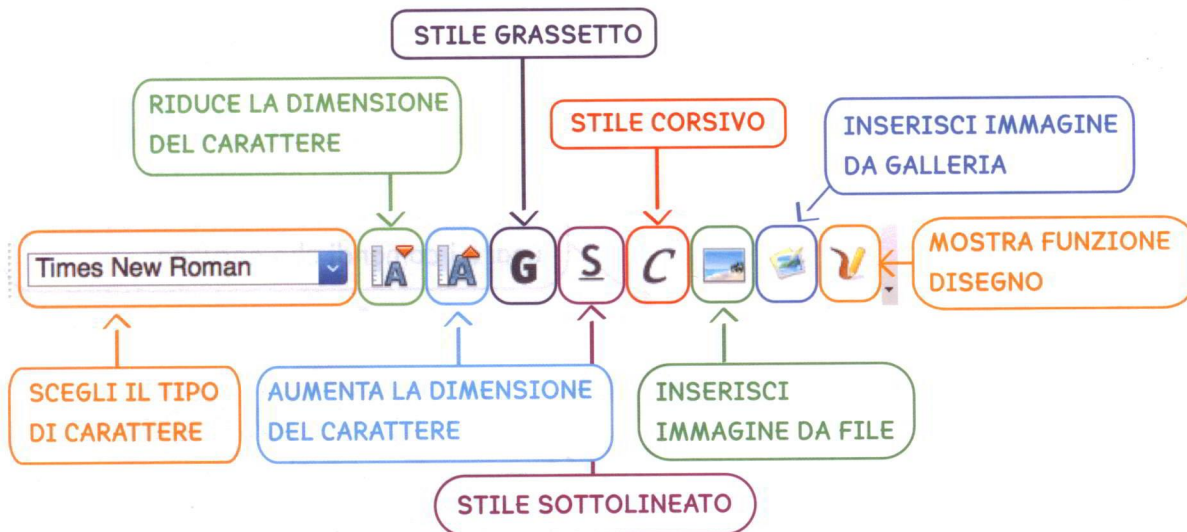 STILE GRASSETTO
RIDUCE LA DIMENSIONE
DEL CARATTERE
STILE CORSIVO
INSERISCI IMMAGINE
DA GALLERIA
Times New Roman
A
A
G
S
C
MOSTRA FUNZIONE
DISEGNO
SCEGLI IL TIPO
DI CARATTERE
AUMENTA LA DIMENSIONE
DEL CARATTERE
INSERISCI
IMMAGINE DA FILE
STILE SOTTOLINEATO